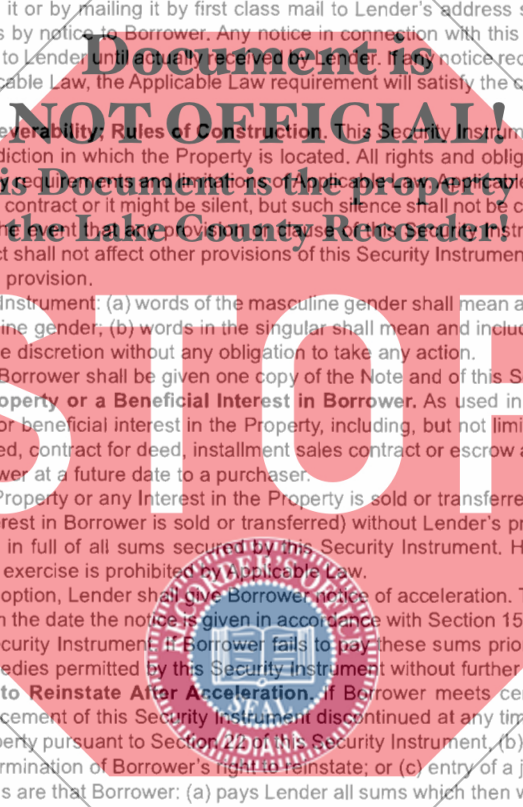 it or by mailing it by first class mail to Lender's address
s by notice to Borrower. Any notice in connection with this
Document is
to Lender until actually received by Lender. If any notice req
cable Law, the Applicable Law requirement will satisfy the c
NOT OFFICIAL!
everability; Rules of Construction. This Security Instrum
diction in which the Property is located. All rights and oblig
is Document is the property
y requirements and limitations of Applicable Law. Applicable
contract or it might be silent, but such silence shall not be c
the Lake County Recorder!
he event that any provision or clause of this Security Instr
ct shall not affect other provisions of this Security Instrumen
provision.
Instrument: (a) words of the masculine gender shall mean a
ine gender; (b) words in the singular shall mean and includ
e discretion without any obligation to take any action.
STOP
Borrower shall be given one copy of the Note and of this S
operty or a Beneficial Interest in Borrower. As used in
or beneficial interest in the Property, including, but not limi
ed, contract for deed, installment sales contract or escrow a
wer at a future date to a purchaser.
Property or any Interest in the Property is sold or transferre
erest in Borrower is sold or transferred) without Lender's pr
in full of all sums secured by this Security Instrument. H
exercise is prohibited by Applicable Law.
option, Lender shall give Borrower notice of acceleration. T
n the date the notice is given in accordance with Section 15
ecurity Instrument. If Borrower fails to pay these sums prio
edies permitted by this Security Instrument without further
SEAL
to Reinstate After Acceleration. If Borrower meets ce
cement of this Security Instrument discontinued at any tim
perty pursuant to Section 22 of this Security Instrument, (b)
rmination of Borrower's right to reinstate; or (c) entry of a j
s are that Borrower: (a) pays Lender all sums which then w